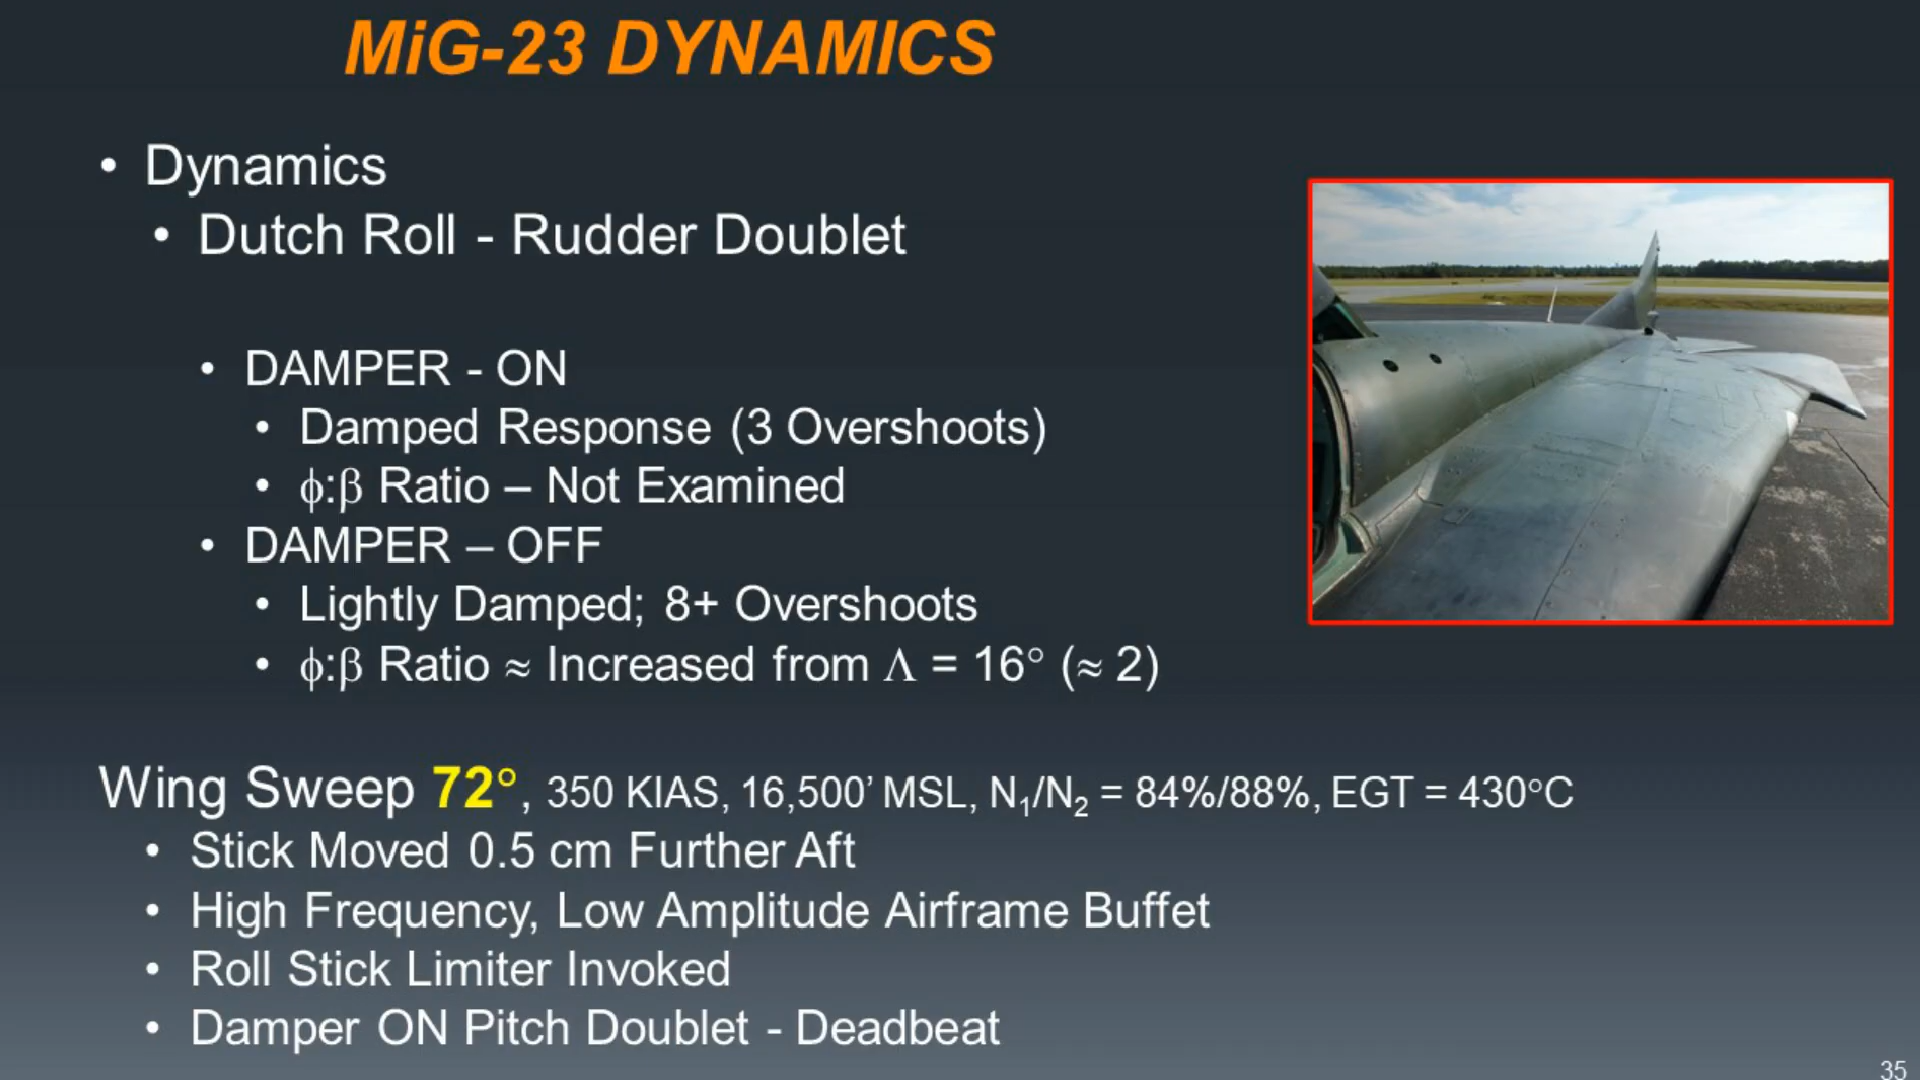 MiG-23 DYNAMICS
• Dynamics
• Dutch Roll - Rudder Doublet
• DAMPER - ON
• Damped Response (3 Overshoots)
• ϕ:β Ratio – Not Examined
• DAMPER – OFF
• Lightly Damped; 8+ Overshoots
• ϕ:β Ratio ≈ Increased from Λ = 16° (≈ 2)
Wing Sweep 72°, 350 KIAS, 16,500’ MSL, N₁/N₂ = 84%/88%, EGT = 430°C
• Stick Moved 0.5 cm Further Aft
• High Frequency, Low Amplitude Airframe Buffet
• Roll Stick Limiter Invoked
• Damper ON Pitch Doublet - Deadbeat
35